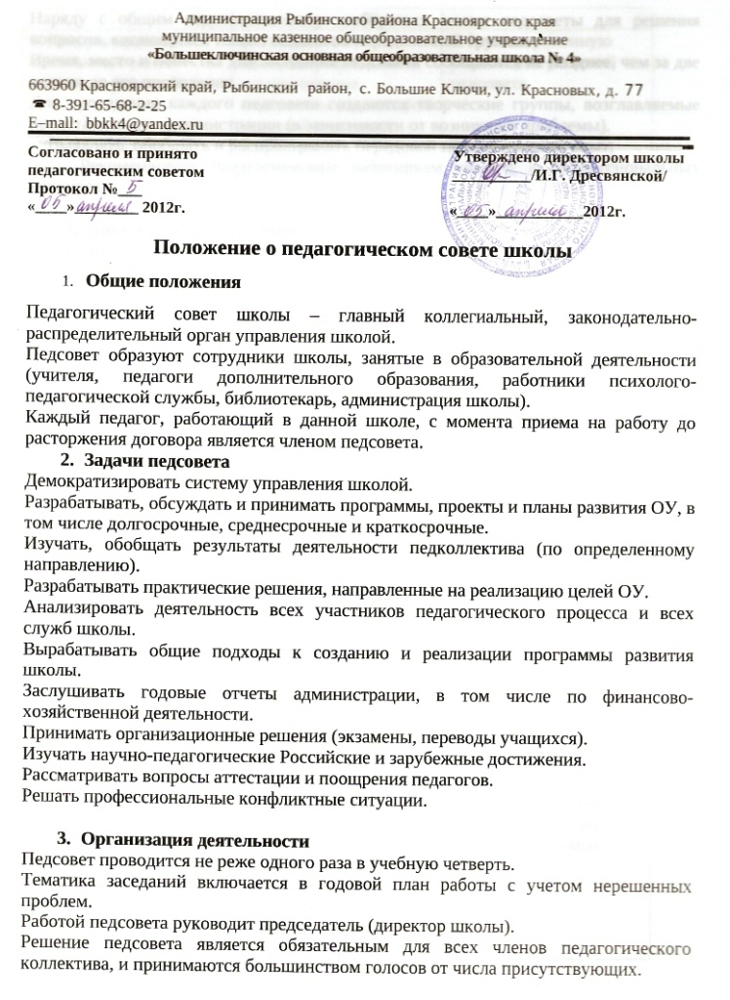 Администрация Рыбинского района Красноярского края
муниципальное казенное общеобразовательное учреждение
«Большеключинская основная общеобразовательная школа № 4»
663960 Красноярский край, Рыбинский район, с. Большие Ключи, ул. Красновых, д. 77
☎ 8-391-65-68-2-25
E–mall: bbkk4@yandex.ru
Согласовано и принято
педагогическим советом
Протокол №_5_
«_05_»_апреля_ 2012г.
Утверждено директором школы
__________/И.Г. Дресвянской/
«_05_»_апреля_2012г.
Положение о педагогическом совете школы
1. Общие положения
Педагогический совет школы – главный коллегиальный, законодательно-
распределительный орган управления школой.
Педсовет образуют сотрудники школы, занятые в образовательной деятельности
(учителя, педагоги дополнительного образования, работники психолого-
педагогической службы, библиотекарь, администрация школы).
Каждый педагог, работающий в данной школе, с момента приема на работу до
расторжения договора является членом педсовета.
2. Задачи педсовета
Демократизировать систему управления школой.
Разрабатывать, обсуждать и принимать программы, проекты и планы развития ОУ, в
том числе долгосрочные, среднесрочные и краткосрочные.
Изучать, обобщать результаты деятельности педколлектива (по определенному
направлению).
Разрабатывать практические решения, направленные на реализацию целей ОУ.
Анализировать деятельность всех участников педагогического процесса и всех
служб школы.
Вырабатывать общие подходы к созданию и реализации программы развития
школы.
Заслушивать годовые отчеты администрации, в том числе по финансово-
хозяйственной деятельности.
Принимать организационные решения (экзамены, переводы учащихся).
Изучать научно-педагогические Российские и зарубежные достижения.
Рассматривать вопросы аттестации и поощрения педагогов.
Решать профессиональные конфликтные ситуации.
3. Организация деятельности
Педсовет проводится не реже одного раза в учебную четверть.
Тематика заседаний включается в годовой план работы с учетом нерешенных
проблем.
Работой педсовета руководит председатель (директор школы).
Решение педсовета является обязательным для всех членов педагогического
коллектива, и принимаются большинством голосов от числа присутствующих.